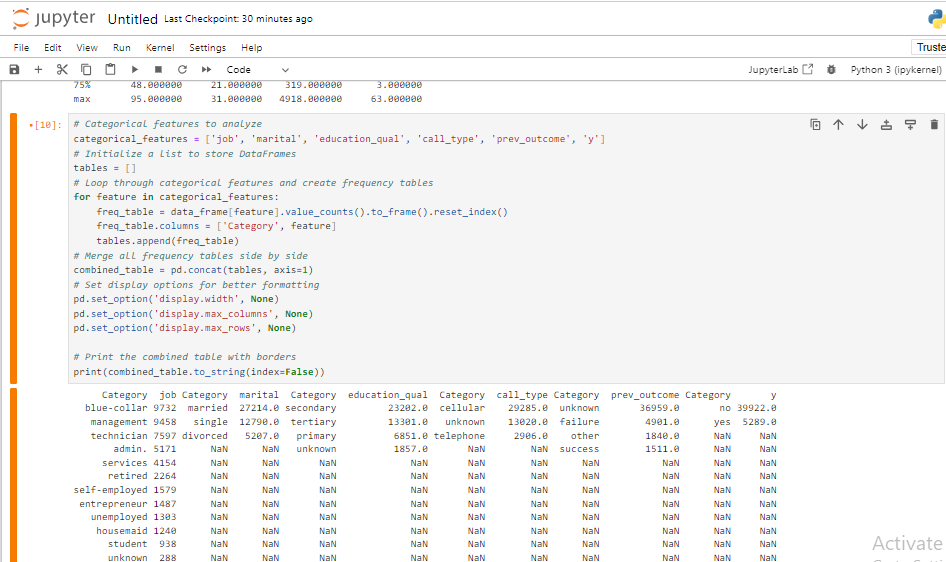 jupyter Untitled Last Checkpoint: 30 minutes ago
File Edit View Run Kernel Settings Help Truste
Code JupyterLab Python 3 (ipykernel)
75% 48.000000 21.000000 319.000000 3.000000
max 95.000000 31.000000 4918.000000 63.000000
•[10]: # Categorical features to analyze
categorical_features = ['job', 'marital', 'education_qual', 'call_type', 'prev_outcome', 'y']
# Initialize a list to store DataFrames
tables = []
# Loop through categorical features and create frequency tables
for feature in categorical_features:
    freq_table = data_frame[feature].value_counts().to_frame().reset_index()
    freq_table.columns = ['Category', feature]
    tables.append(freq_table)
# Merge all frequency tables side by side
combined_table = pd.concat(tables, axis=1)
# Set display options for better formatting
pd.set_option('display.width', None)
pd.set_option('display.max_columns', None)
pd.set_option('display.max_rows', None)
# Print the combined table with borders
print(combined_table.to_string(index=False))
Category job Category marital Category education_qual Category call_type Category prev_outcome Category y
blue-collar 9732 married 27214.0 secondary 23202.0 cellular 29285.0 unknown 36959.0 no 39922.0
management 9458 single 12790.0 tertiary 13301.0 unknown 13020.0 failure 4901.0 yes 5289.0
technician 7597 divorced 5207.0 primary 6851.0 telephone 2906.0 other 1840.0 NaN NaN
admin. 5171 NaN NaN unknown 1857.0 NaN NaN success 1511.0 NaN NaN
services 4154 NaN NaN NaN NaN NaN NaN NaN NaN NaN NaN
retired 2264 NaN NaN NaN NaN NaN NaN NaN NaN NaN NaN
self-employed 1579 NaN NaN NaN NaN NaN NaN NaN NaN NaN NaN
entrepreneur 1487 NaN NaN NaN NaN NaN NaN NaN NaN NaN NaN
unemployed 1303 NaN NaN NaN NaN NaN NaN NaN NaN NaN NaN
housemaid 1240 NaN NaN NaN NaN NaN NaN NaN NaN NaN NaN
student 938 NaN NaN NaN NaN NaN NaN NaN NaN NaN NaN
unknown 288 NaN NaN NaN NaN NaN NaN NaN NaN NaN NaN
Activate